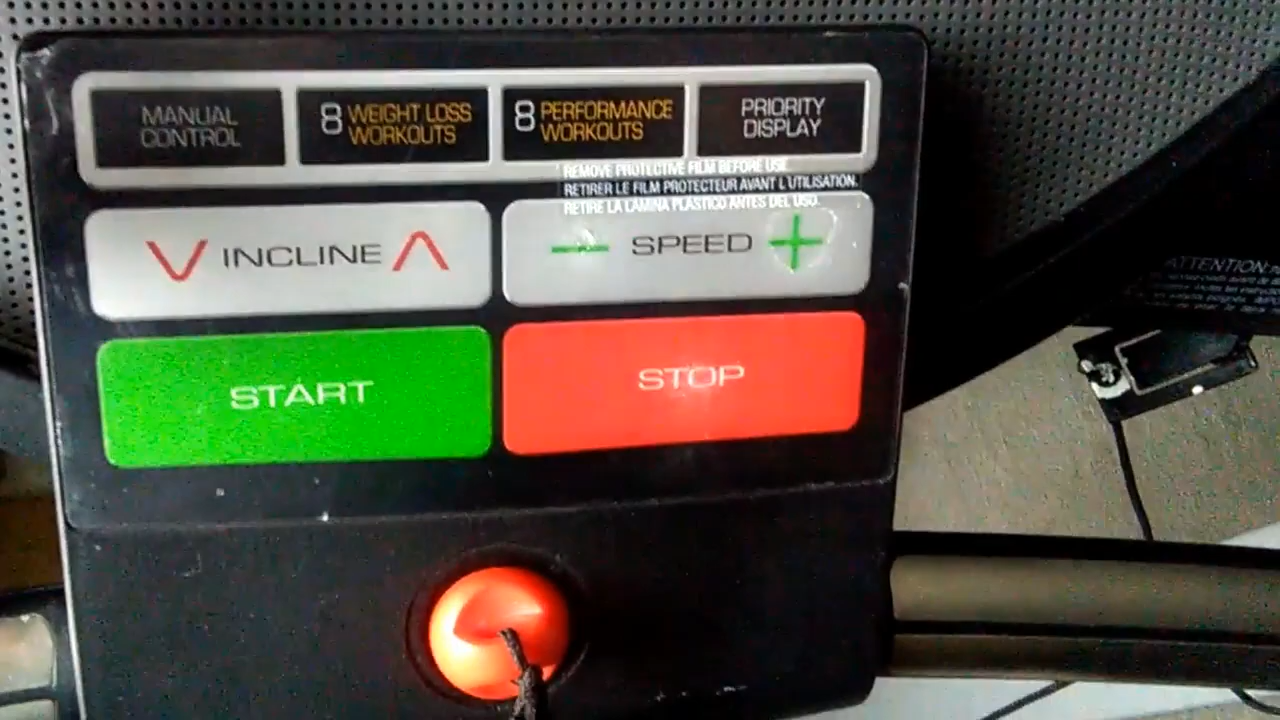 MANUAL
CONTROL
8 WEIGHT LOSS
WORKOUTS
8 PERFORMANCE
WORKOUTS
PRIORITY
DISPLAY
REMOVE PROTECTIVE FILM BEFORE USE
RETIRER LE FILM PROTECTEUR AVANT L'UTILISATION.
RETIRE LA LAMINA PLASTICO ANTES DEL USO.
INCLINE
— SPEED +
START
STOP
ATTENTION: